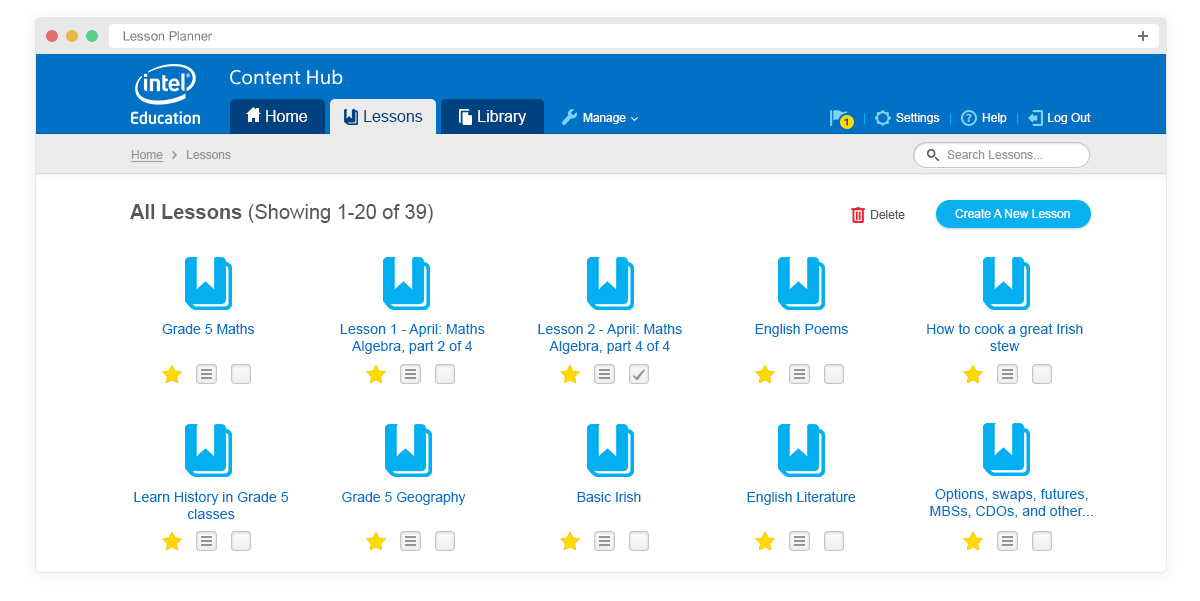 Lesson Planner
intel
Education
Content Hub
Home
Lessons
Library
Manage
1
Settings
Help
Log Out
Home > Lessons
Search Lessons...
All Lessons (Showing 1-20 of 39)
Delete
Create A New Lesson
Grade 5 Maths
Lesson 1 - April: Maths
Algebra, part 2 of 4
Lesson 2 - April: Maths
Algebra, part 4 of 4
English Poems
How to cook a great Irish
stew
Learn History in Grade 5
classes
Grade 5 Geography
Basic Irish
English Literature
Options, swaps, futures,
MBSs, CDOs, and other...